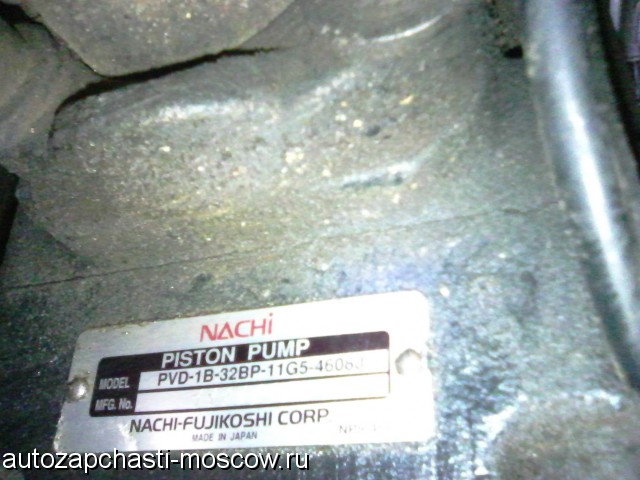 NACHi
PISTON PUMP
MODEL PVD-1B-32BP-11G5-4608
MFG. No.
NACHI-FUJIKOSHI CORP.
MADE IN JAPAN
autozapchasti-moscow.ru